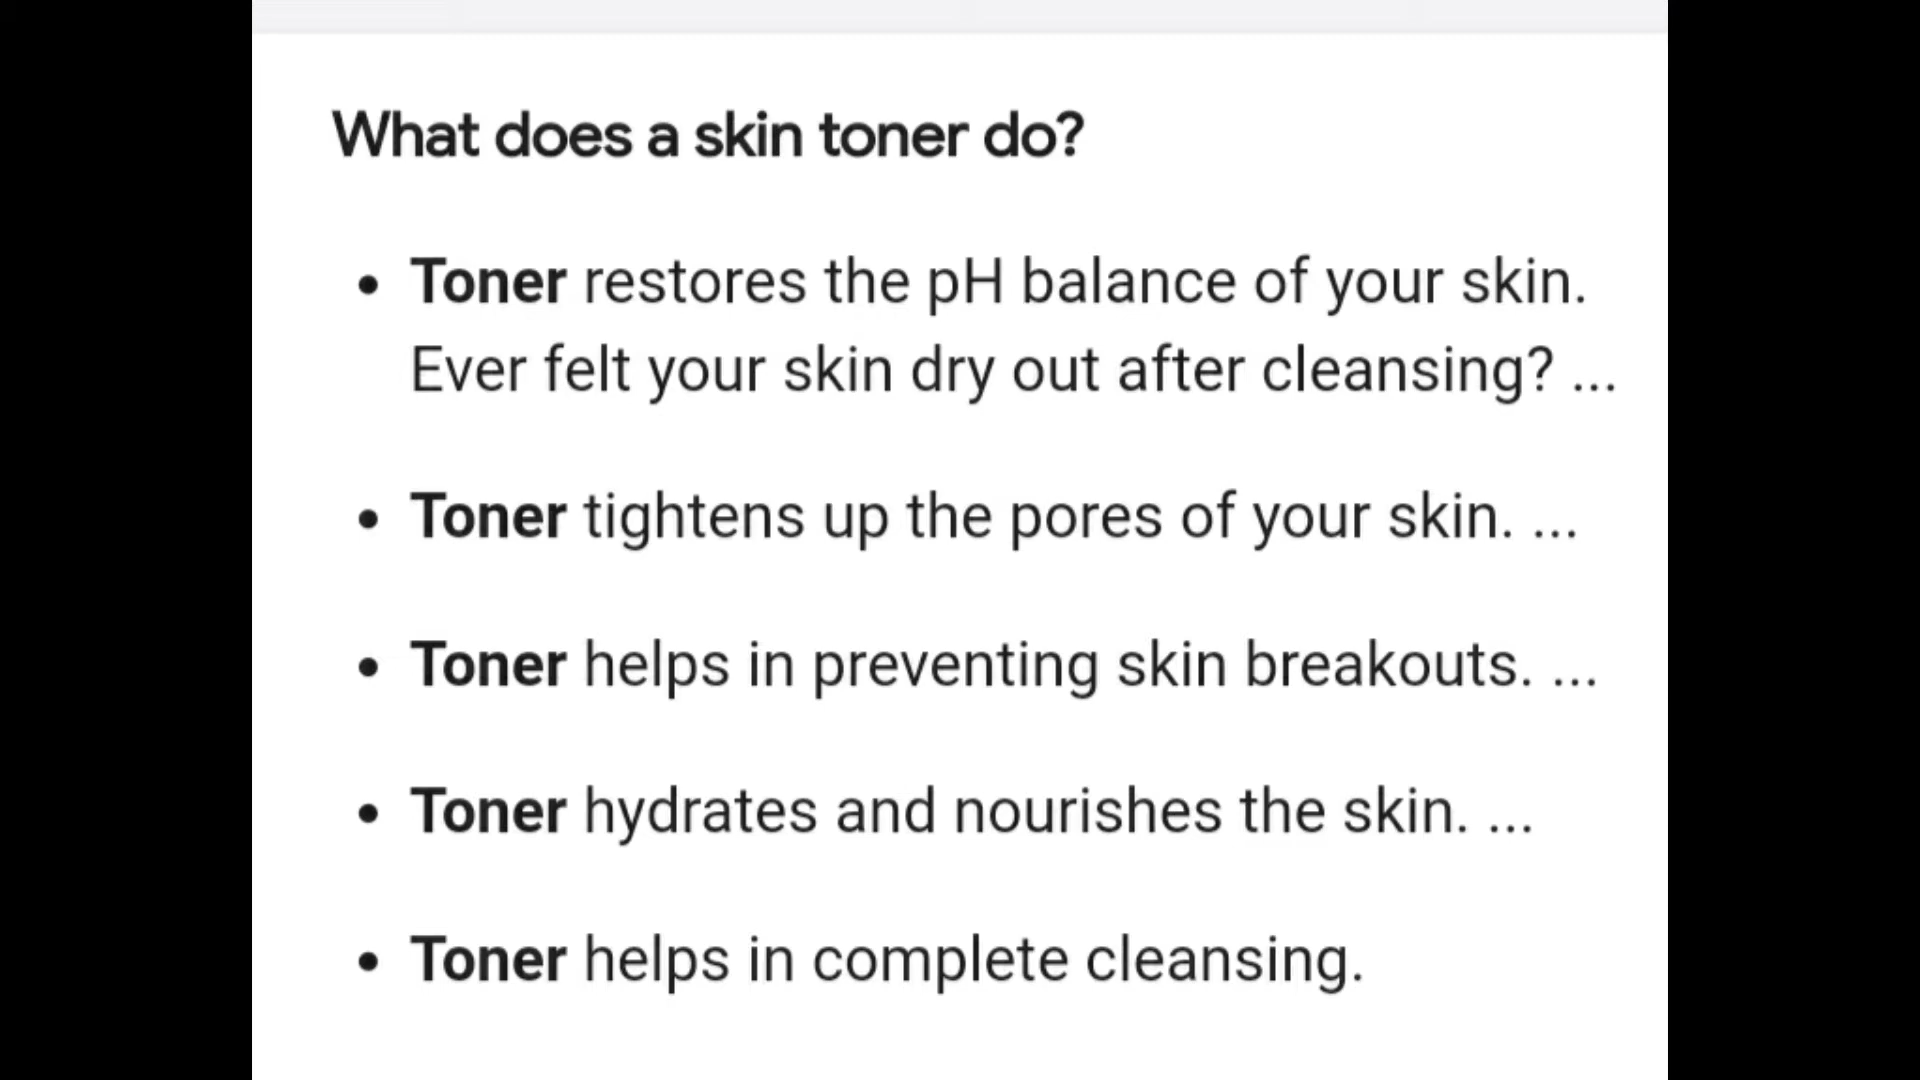 What does a skin toner do?
• Toner restores the pH balance of your skin.
Ever felt your skin dry out after cleansing? ...
• Toner tightens up the pores of your skin. ...
• Toner helps in preventing skin breakouts. ...
• Toner hydrates and nourishes the skin. ...
• Toner helps in complete cleansing.